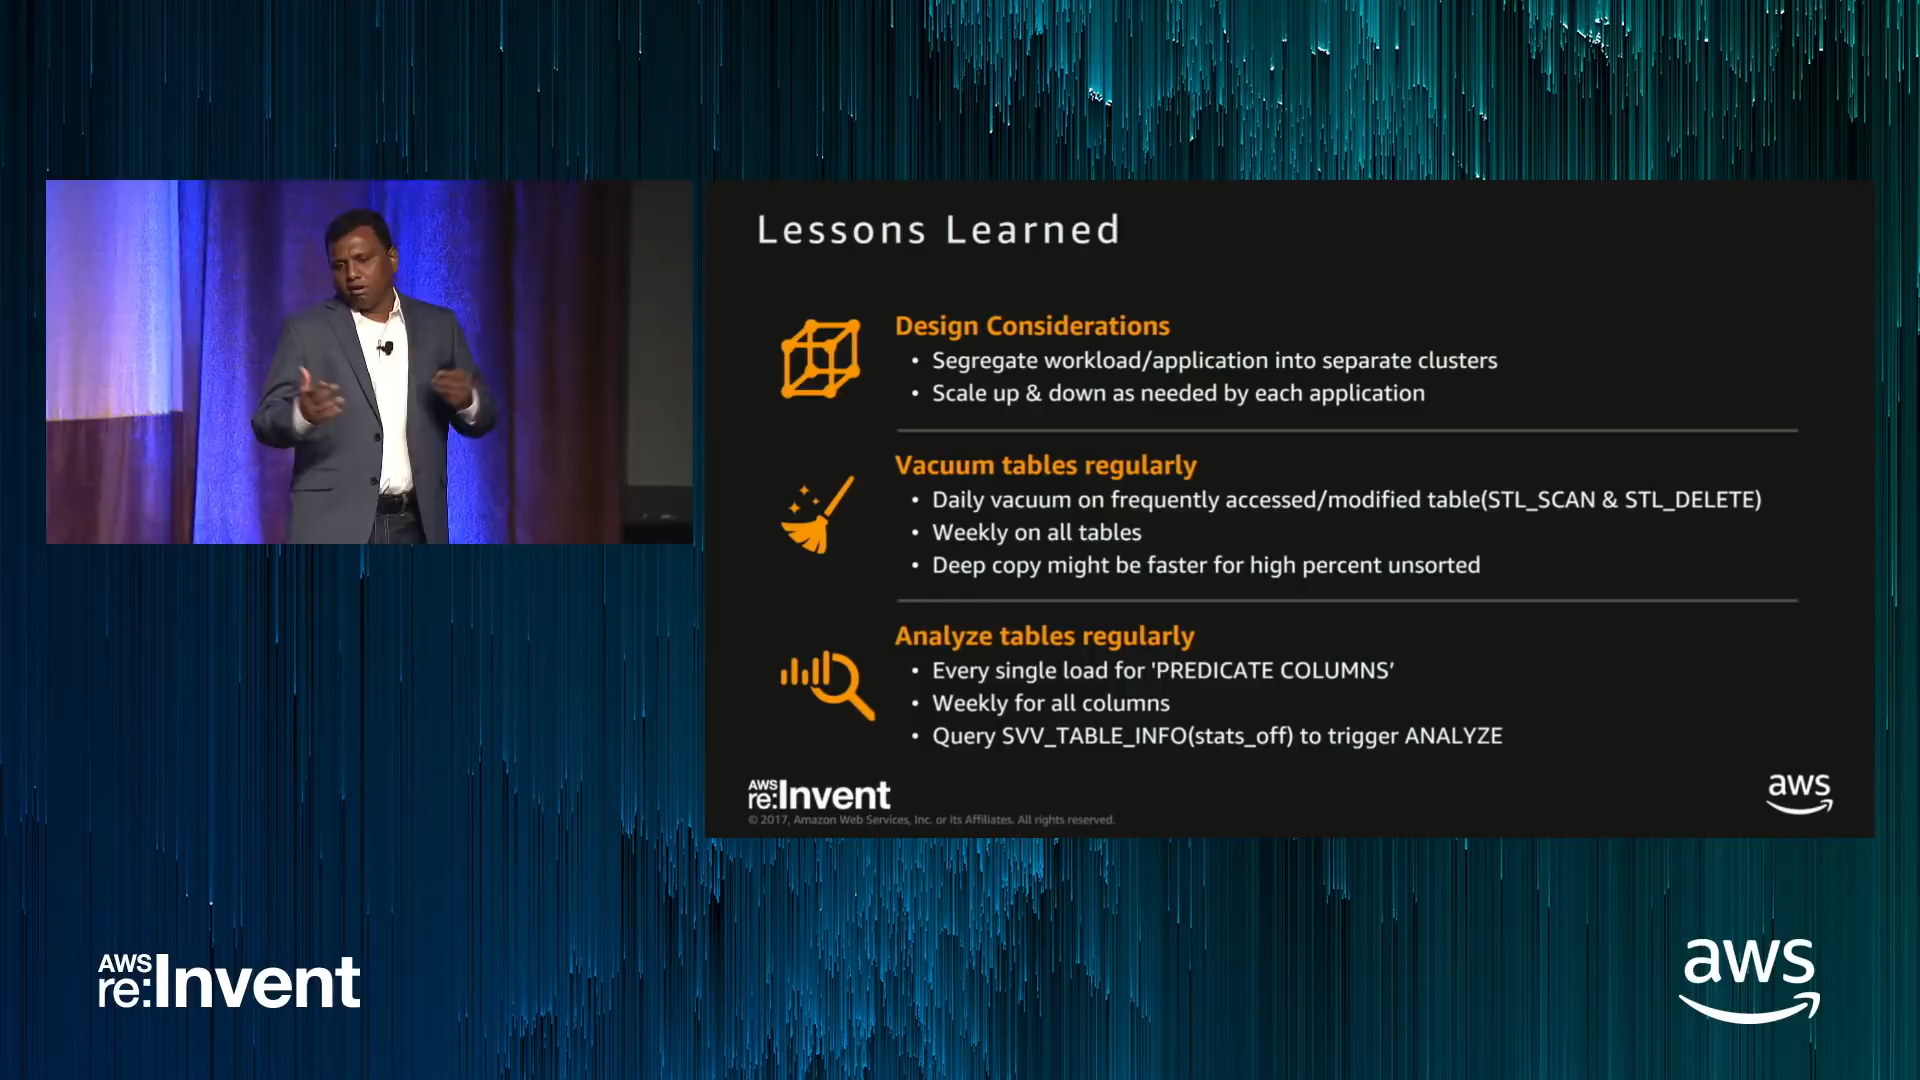 Lessons Learned
Design Considerations
• Segregate workload/application into separate clusters
• Scale up & down as needed by each application
Vacuum tables regularly
• Daily vacuum on frequently accessed/modified table(STL_SCAN & STL_DELETE)
• Weekly on all tables
• Deep copy might be faster for high percent unsorted
Analyze tables regularly
• Every single load for 'PREDICATE COLUMNS’
• Weekly for all columns
• Query SVV_TABLE_INFO(stats_off) to trigger ANALYZE
AWS
re:Invent
© 2017, Amazon Web Services, Inc. or its Affiliates. All rights reserved.
aws
AWS
re:Invent
aws